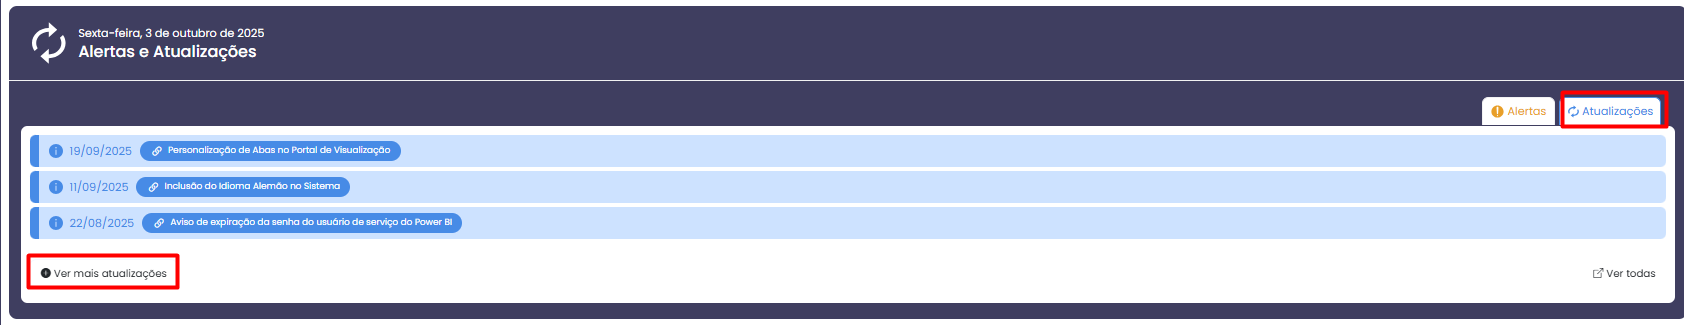 Sexta-feira, 3 de outubro de 2025
Alertas e Atualizações
Alertas
Atualizações
19/09/2025 Personalização de Abas no Portal de Visualização
11/09/2025 Inclusão do Idioma Alemão no Sistema
22/08/2025 Aviso de expiração da senha do usuário de serviço do Power BI
Ver mais atualizações
Ver todas